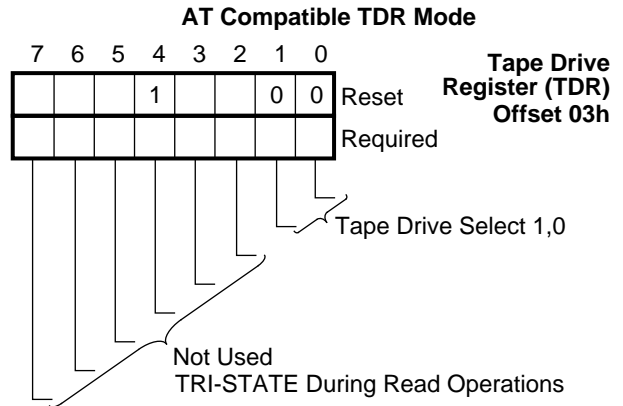 AT Compatible TDR Mode
7 6 5 4 3 2 1 0
Tape Drive
Register (TDR)
Offset 03h
1 0 0 Reset
Required
Tape Drive Select 1,0
Not Used
TRI-STATE During Read Operations